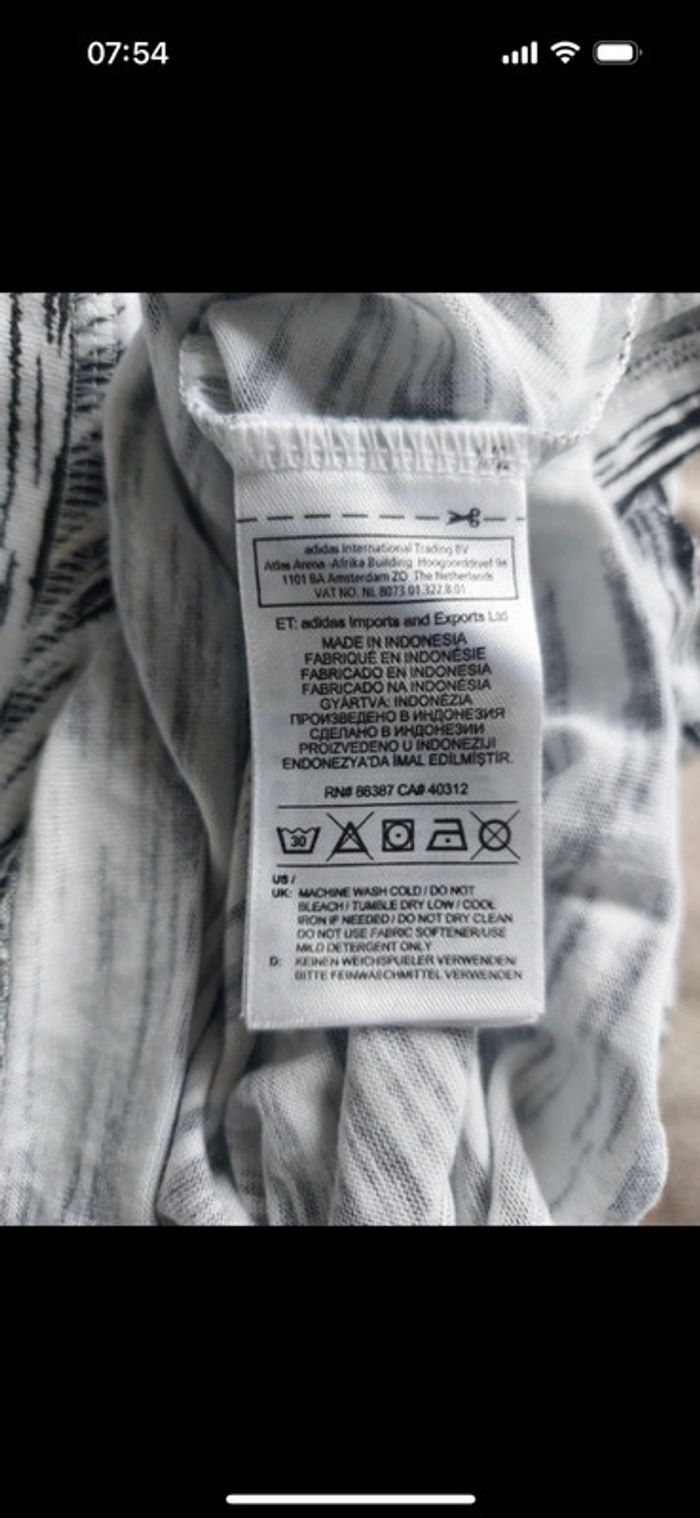 07:54
adidas International Trading BV
Atlas Arena -Afrika Building Hoogoorddreef 9a
1101 BA Amsterdam ZO The Netherlands
VAT NO. NL 8073.01.322.B.01
ET: adidas Imports and Exports Ltd
MADE IN INDONESIA
FABRIQUÉ EN INDONÉSIE
FABRICADO EN INDONESIA
FABRICADO NA INDONÉSIA
GYÁRTVA: INDONÉZIA
ПРОИЗВЕДЕНО В ИНДОНЕЗИЯ
СДЕЛАНО В ИНДОНЕЗИИ
PROIZVEDENO U INDONEZIJI
ENDONEZYA'DA İMAL EDİLMİŞTİR.
RN# 88387 CA# 40312
30
US /
UK: MACHINE WASH COLD / DO NOT
BLEACH / TUMBLE DRY LOW / COOL
IRON IF NEEDED / DO NOT DRY CLEAN
DO NOT USE FABRIC SOFTENER/USE
MILD DETERGENT ONLY
D: KEINEN WEICHSPUELER VERWENDEN/
BITTE FEINWASCHMITTEL VERWENDEN